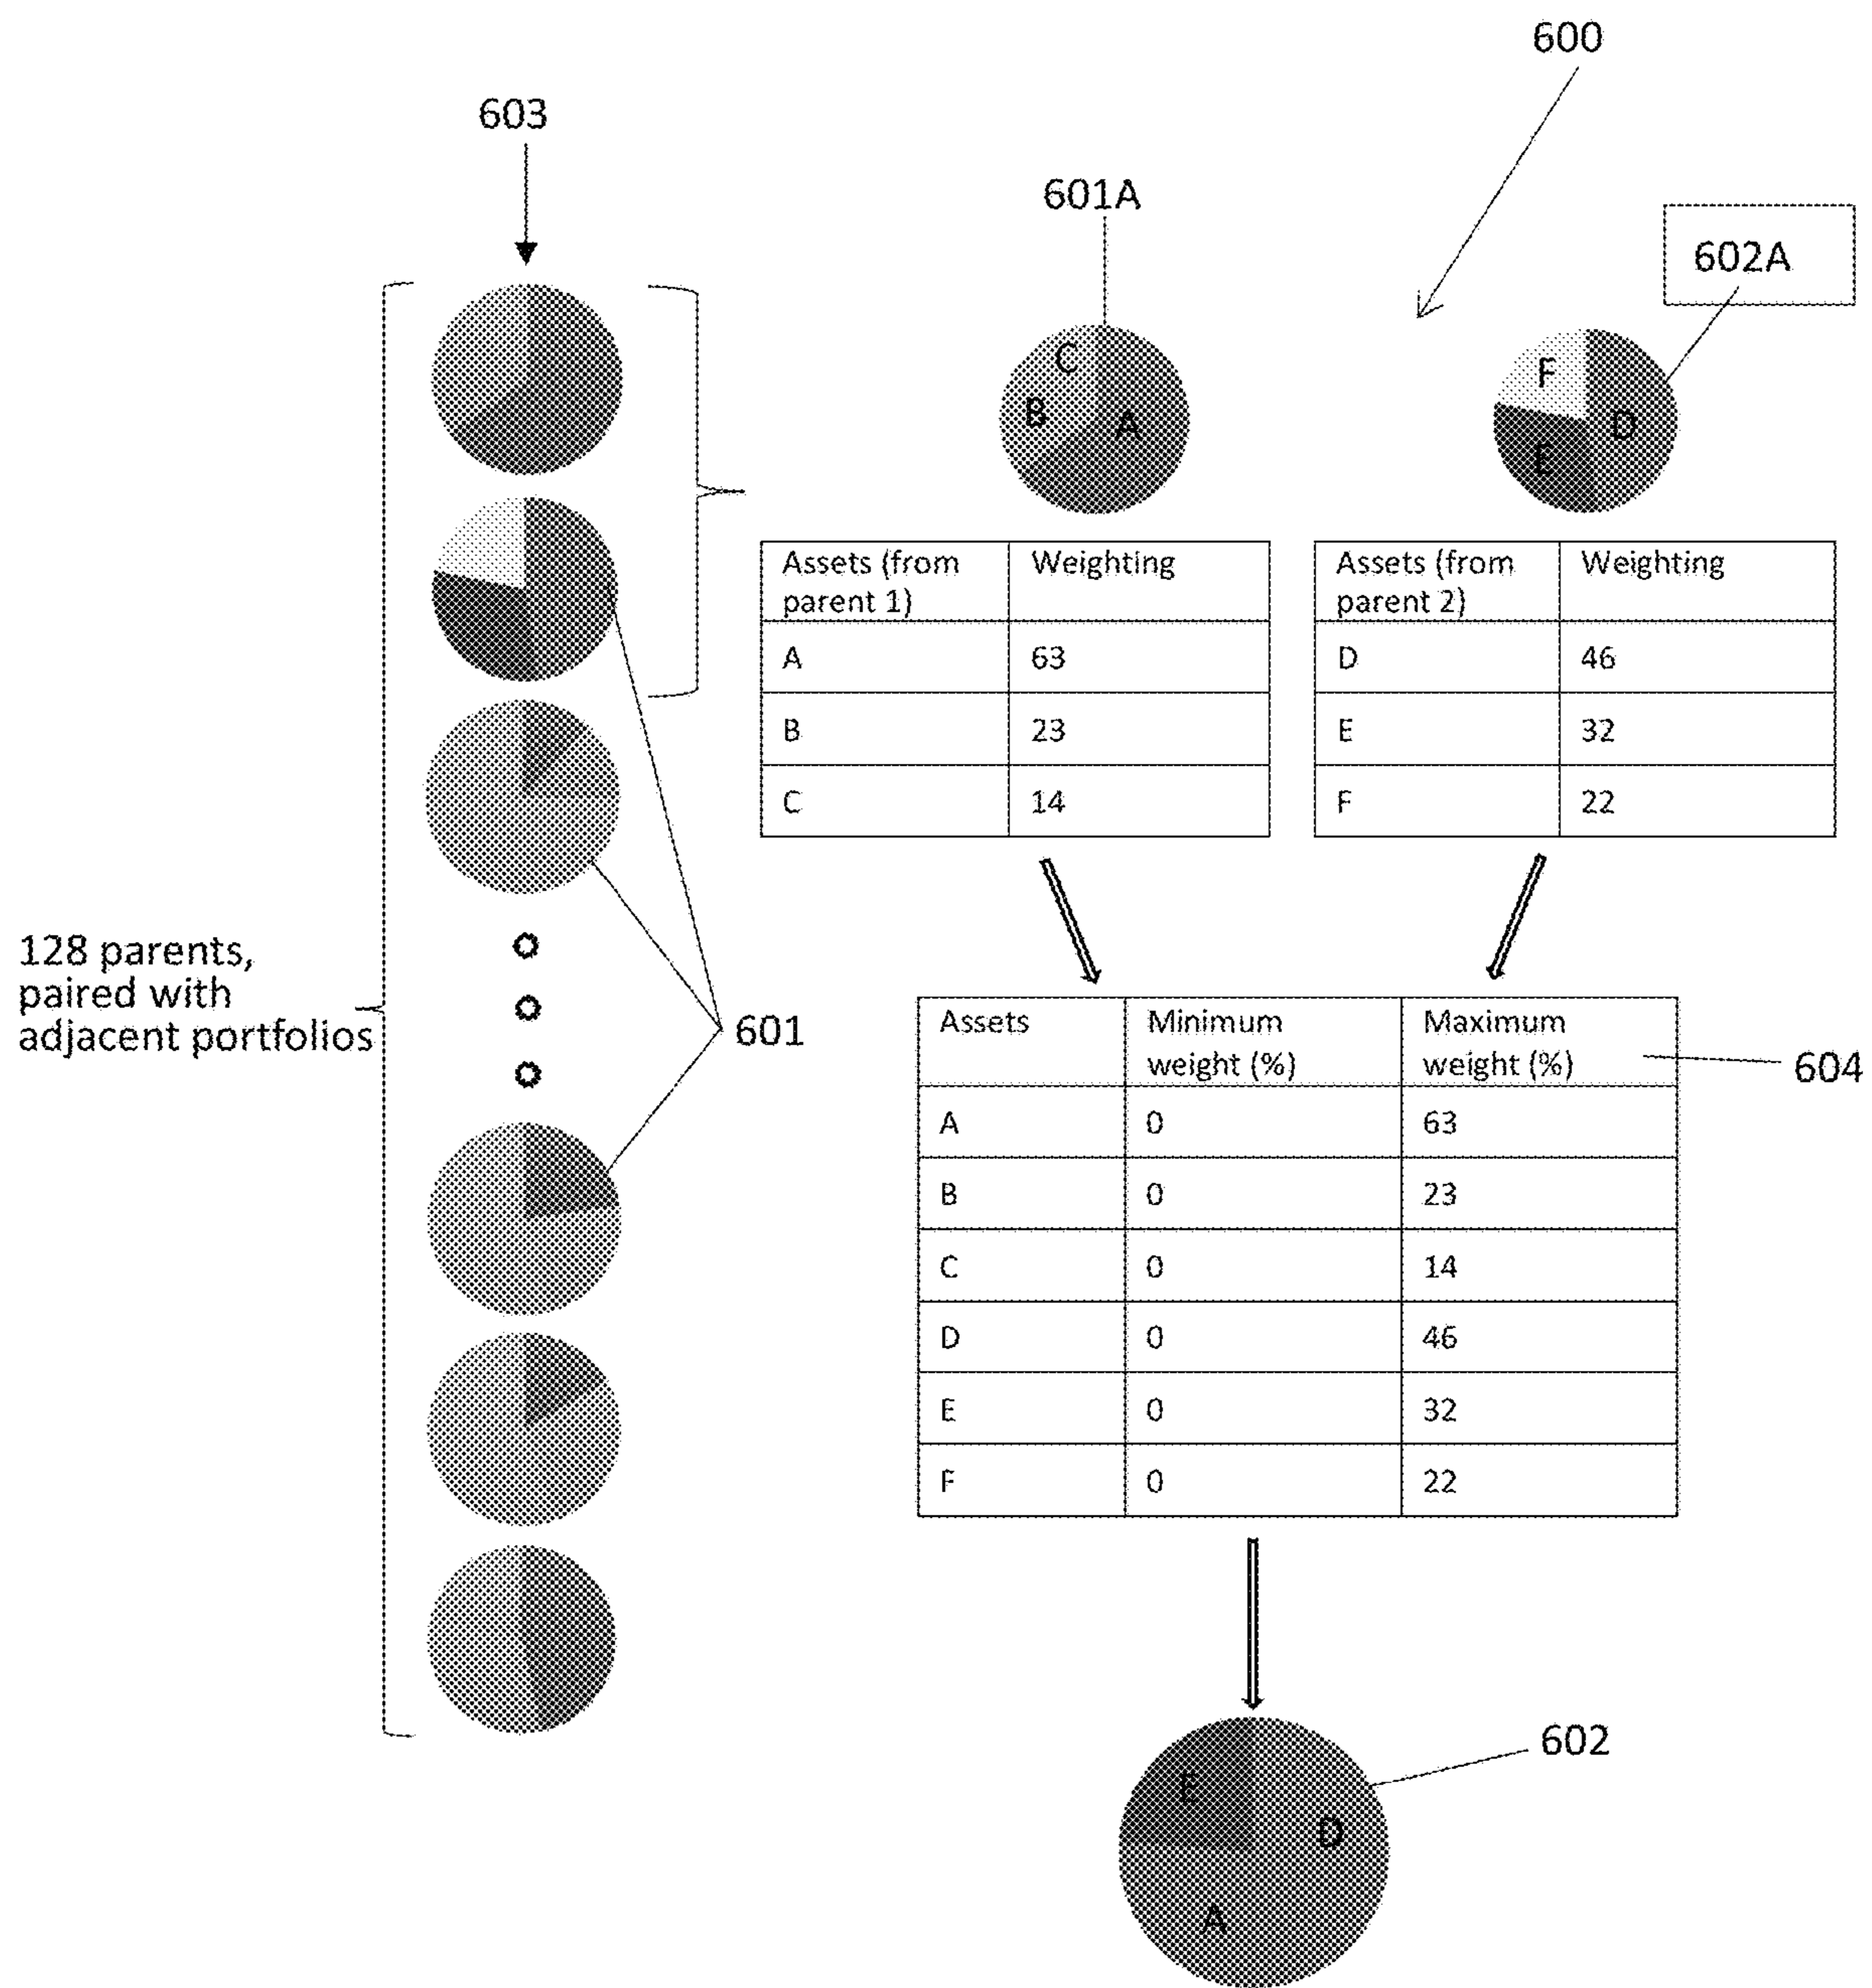 600
603
601A
602A
C
B
A
F
D
E
Assets (from
parent 1)
Weighting
A
63
B
23
C
14
Assets (from
parent 2)
Weighting
D
46
E
32
F
22
128 parents,
paired with
adjacent portfolios
601
Assets
Minimum
weight (%)
Maximum
weight (%)
604
A
0
63
B
0
23
C
0
14
D
0
46
E
0
32
F
0
22
602
E
D
A